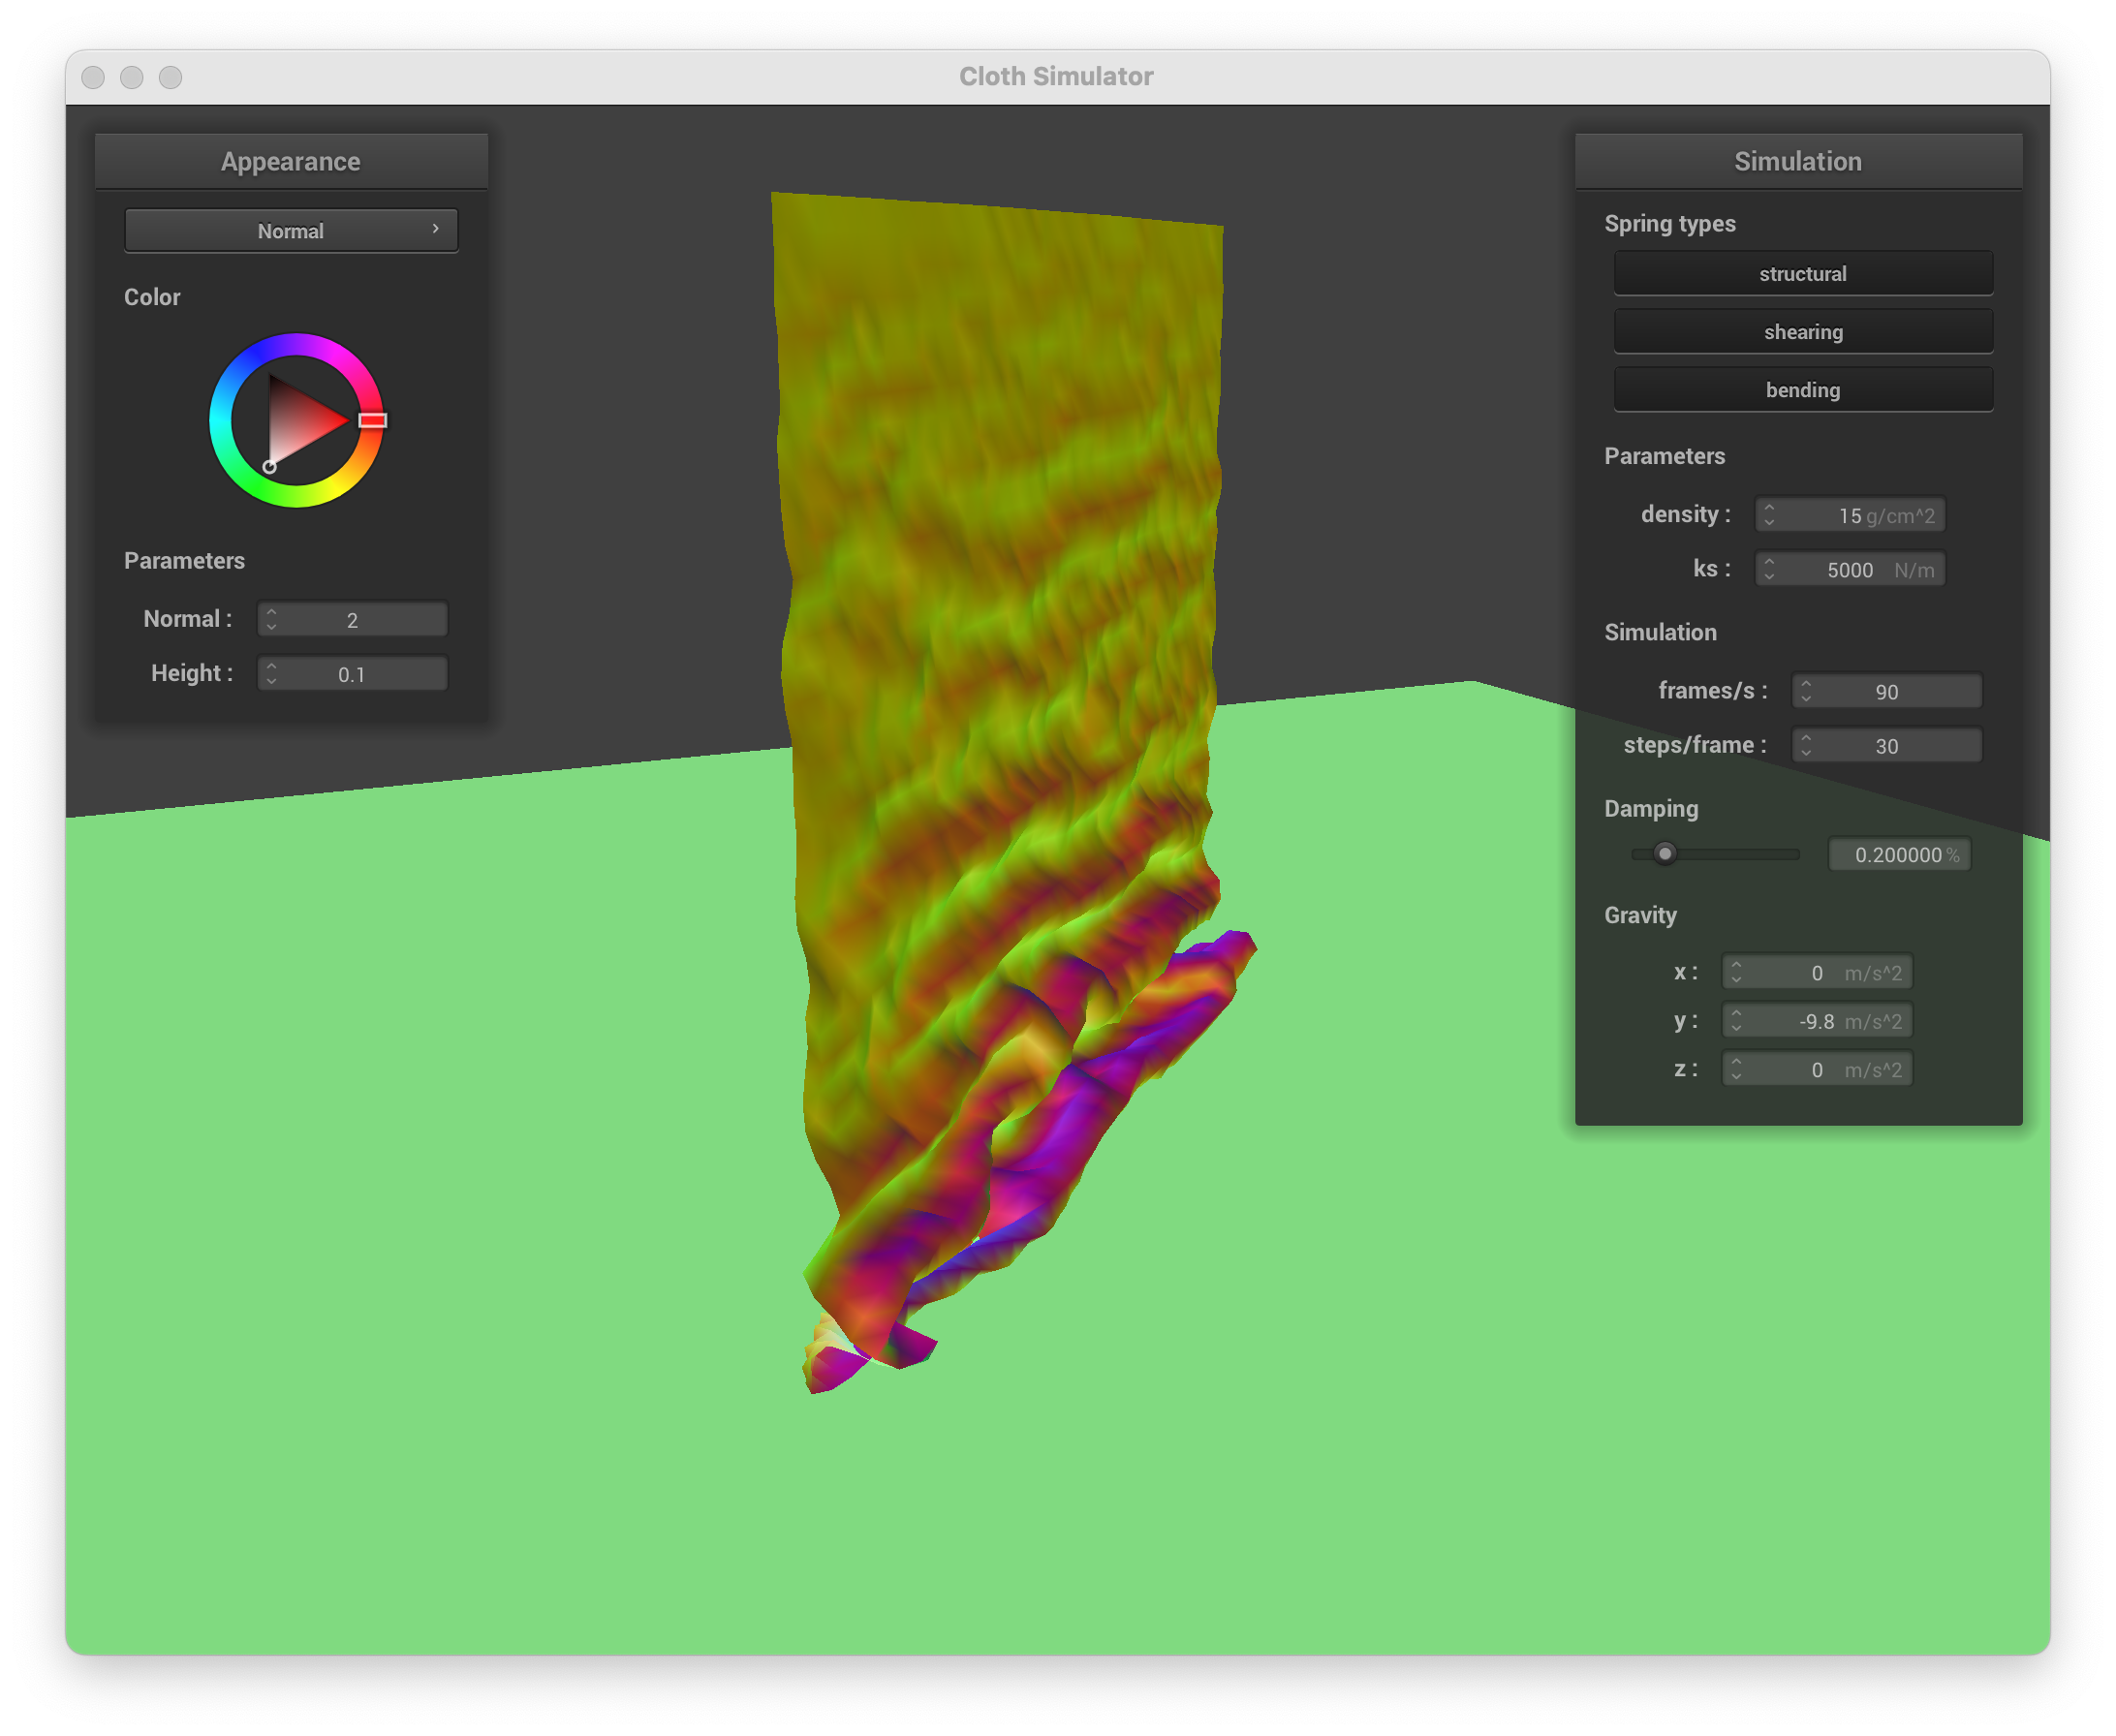 Cloth Simulator
Appearance
Normal
Color
Parameters
Normal : 2
Height : 0.1
Simulation
Spring types
structural
shearing
bending
Parameters
density : 15 g/cm^2
ks : 5000 N/m
Simulation
frames/s : 90
steps/frame : 30
Damping
0.200000 %
Gravity
x : 0 m/s^2
y : -9.8 m/s^2
z : 0 m/s^2